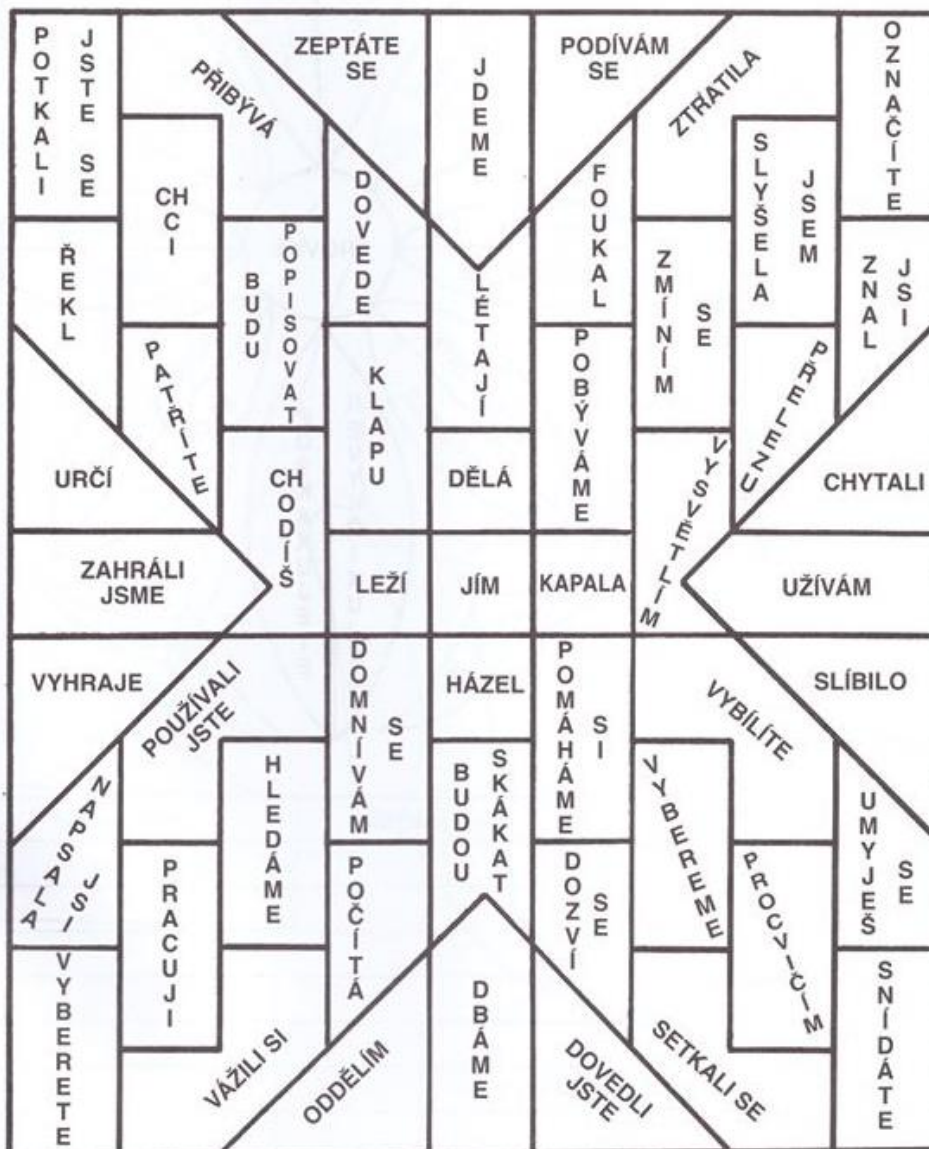 POTKALI
JSTE SE
PŘIBÝVÁ
ZEPTÁTE
SE
JDEME
PODÍVÁM
SE
ZTRATILA
OZNAČÍTE
CHCI
DOVEDE
FOUKAL
SLYŠELA
JSEM
ŘEKL
BUDU
POPISOVAT
LÉTAJÍ
ZMÍNÍM
SE
ZNAL
JSI
PATŘÍTE
KLAPU
POBÝVÁME
PŘELEZU
URČÍ
CHODÍŠ
DĚLÁ
VYSVĚTLÍM
CHYTALI
ZAHRÁLI
JSME
LEŽÍ
JÍM
KAPALA
UŽÍVÁM
VYHRAJE
POUŽÍVALI
JSTE
DOMNÍVÁM
SE
HÁZEL
POMÁHÁME
SI
VYBÍLÍTE
SLÍBILO
NAPSALA
JSI
HLEDÁME
BUDOU
SKÁKAT
VYBEREME
UMYJEŠ
SE
PRACUJI
POČÍTÁ
DOZVÍ
SE
PROCVIČÍM
VYBERETE
VÁŽILI SI
ODDĚLÍM
DBÁME
DOVEDLI
JSTE
SETKALI SE
SNÍDÁTE